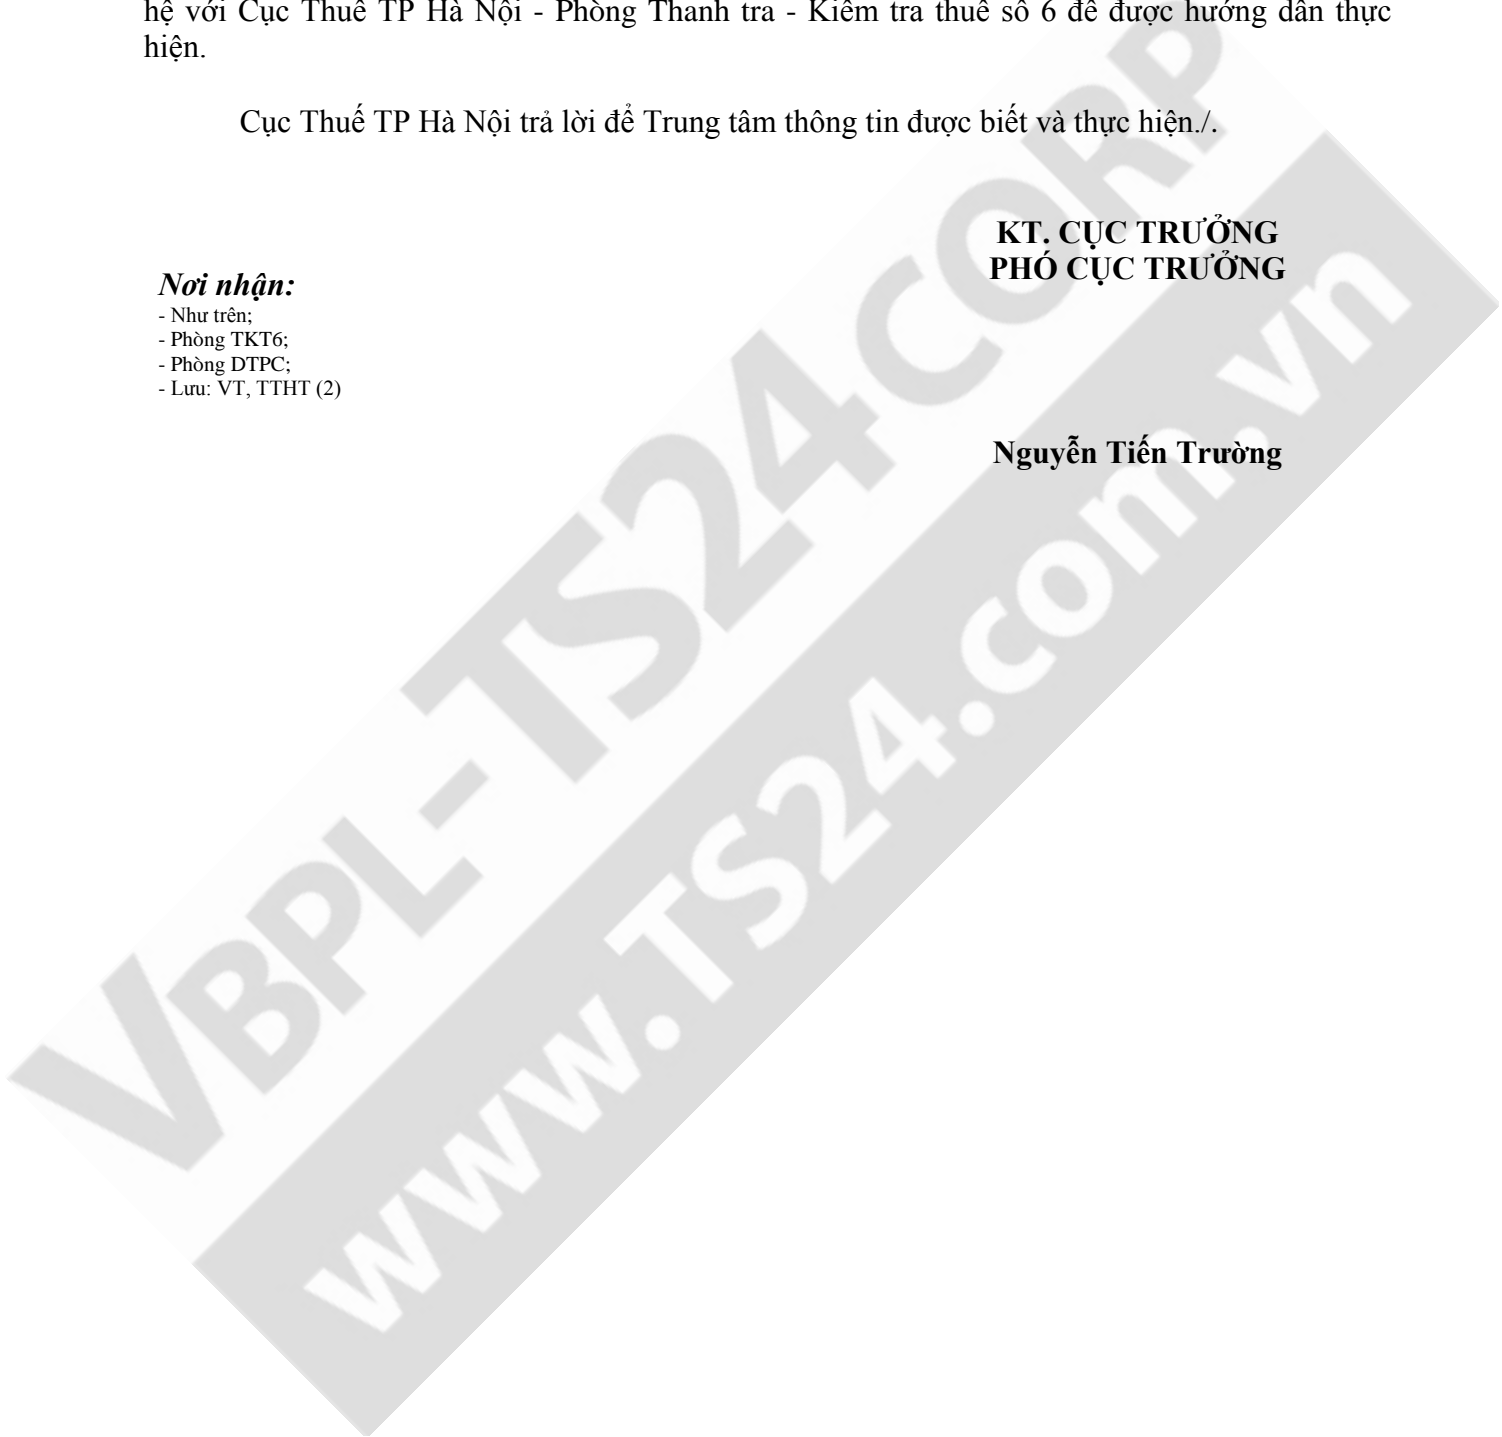 hệ với Cục Thuế TP Hà Nội - Phòng Thanh tra - Kiểm tra thuế số 6 để được hướng dẫn thực
hiện.
Cục Thuế TP Hà Nội trả lời để Trung tâm thông tin được biết và thực hiện./.
KT. CỤC TRƯỞNG
PHÓ CỤC TRƯỞNG
Nơi nhận:
- Như trên;
- Phòng TKT6;
- Phòng DTPC;
- Lưu: VT, TTHT (2)
Nguyễn Tiến Trường
VBPL-TS24CORP
www.TS24.com.vn